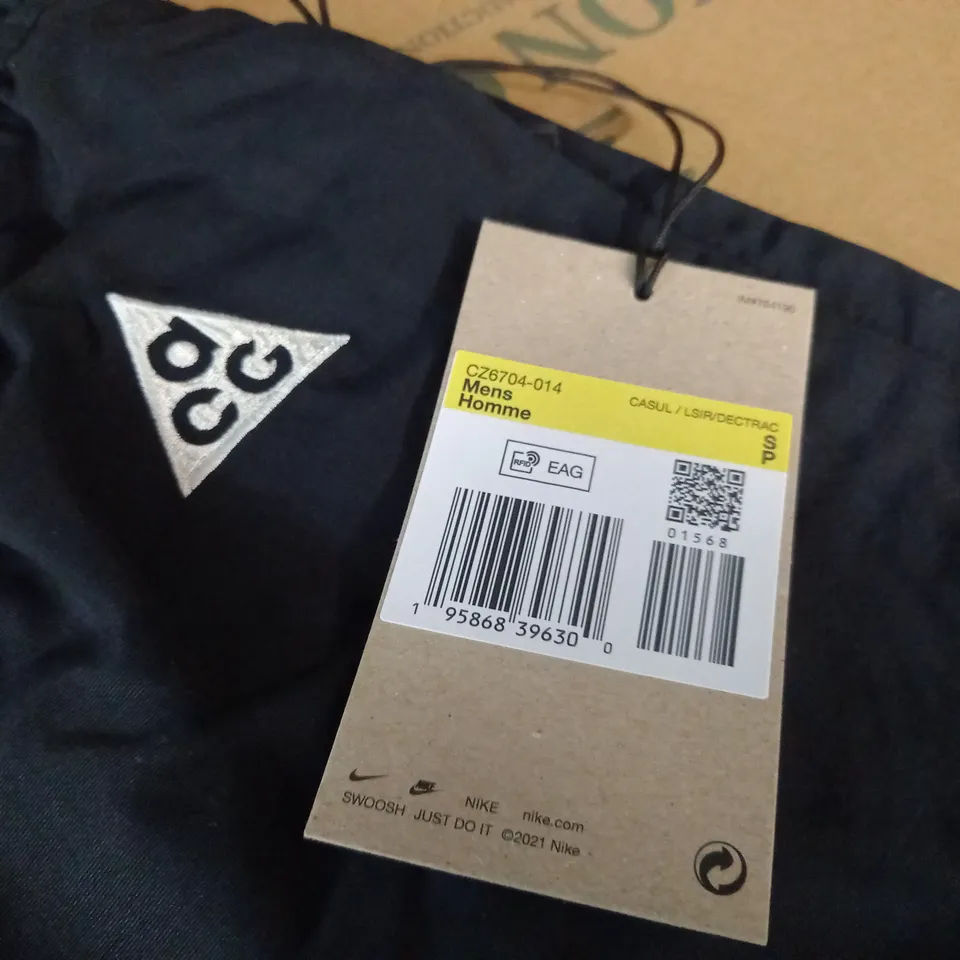 ACG
CZ6704-014
Mens
Homme
CASUL / LSIR/DECTRAC
S
P
RFID EAG
01568
1 95868 39630 0
NIKE nike.com
SWOOSH JUST DO IT ©2021 Nike